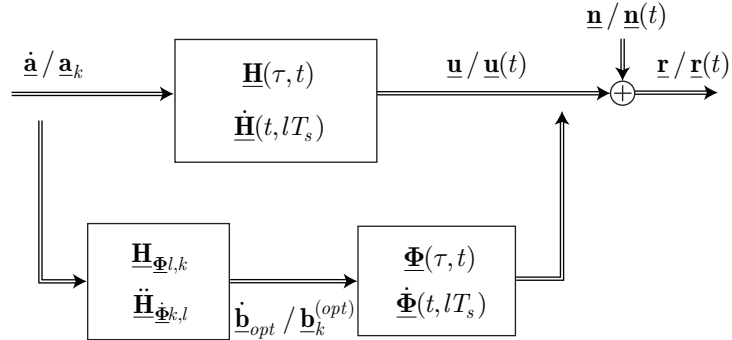 n / n(t)
ȧ / a_k
H(τ, t)
Ḣ(t, lT_s)
u / u(t)
+
r / r(t)
H_Φl,k
Ḧ_Φ̇k,l
ḃ_opt / b_k^(opt)
Φ(τ, t)
Φ̇(t, lT_s)